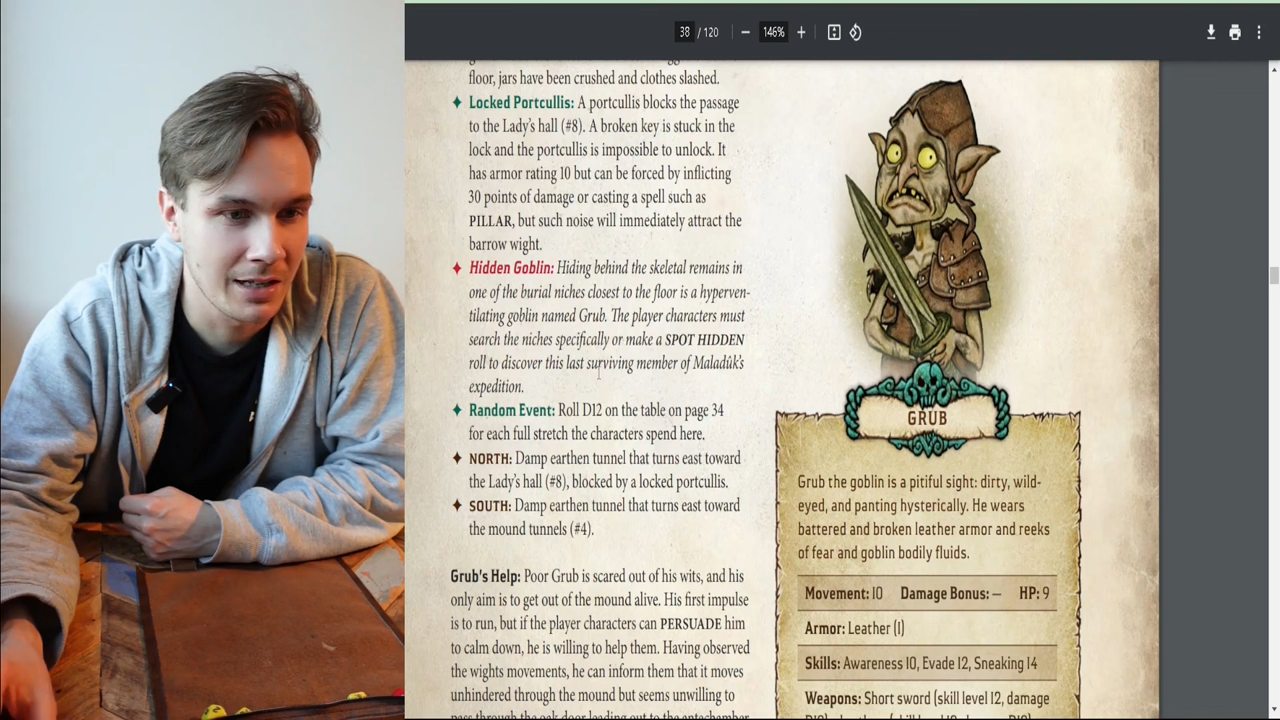 38 / 120
146%
floor, jars have been crushed and clothes slashed.
Locked Portcullis: A portcullis blocks the passage
to the Lady's hall (#8). A broken key is stuck in the
lock and the portcullis is impossible to unlock. It
has armor rating 10 but can be forced by inflicting
30 points of damage or casting a spell such as
PILLAR, but such noise will immediately attract the
barrow wight.
Hidden Goblin: Hiding behind the skeletal remains in
one of the burial niches closest to the floor is a hyperven-
tilating goblin named Grub. The player characters must
search the niches specifically or make a SPOT HIDDEN
roll to discover this last surviving member of Maladûk's
expedition.
Random Event: Roll D12 on the table on page 34
for each full stretch the characters spend here.
NORTH: Damp earthen tunnel that turns east toward
the Lady's hall (#8), blocked by a locked portcullis.
SOUTH: Damp earthen tunnel that turns east toward
the mound tunnels (#4).
Grub's Help: Poor Grub is scared out of his wits, and his
only aim is to get out of the mound alive. His first impulse
is to run, but if the player characters can PERSUADE him
to calm down, he is willing to help them. Having observed
the wights movements, he can inform them that it moves
unhindered through the mound but seems unwilling to
pass through the oak door leading out to the antechamber
GRUB
Grub the goblin is a pitiful sight: dirty, wild-
eyed, and panting hysterically. He wears
battered and broken leather armor and reeks
of fear and goblin bodily fluids.
Movement: 10 Damage Bonus: — HP: 9
Armor: Leather (1)
Skills: Awareness 10, Evade 12, Sneaking 14
Weapons: Short sword (skill level 12, damage